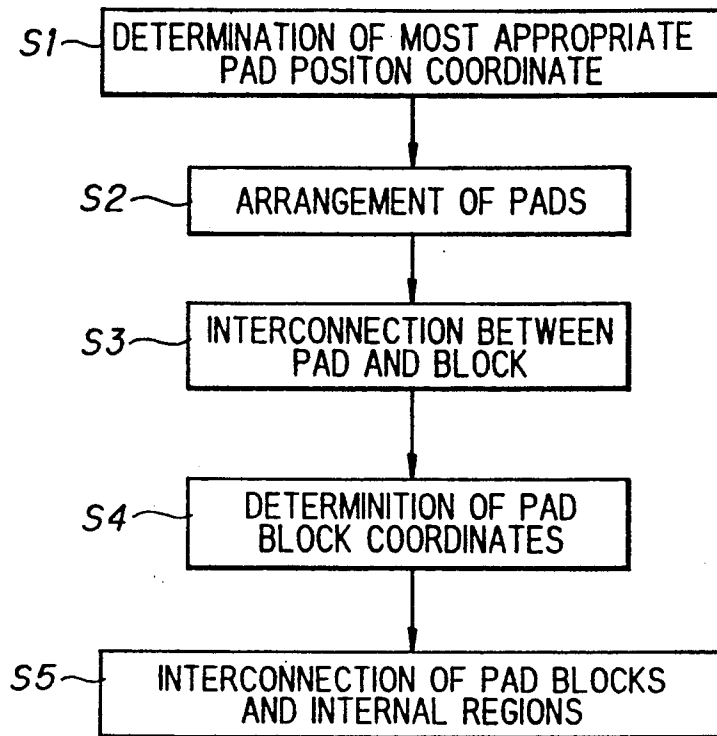 S1
DETERMINATION OF MOST APPROPRIATE
PAD POSITON COORDINATE
S2
ARRANGEMENT OF PADS
S3
INTERCONNECTION BETWEEN
PAD AND BLOCK
S4
DETERMINITION OF PAD
BLOCK COORDINATES
S5
INTERCONNECTION OF PAD BLOCKS
AND INTERNAL REGIONS